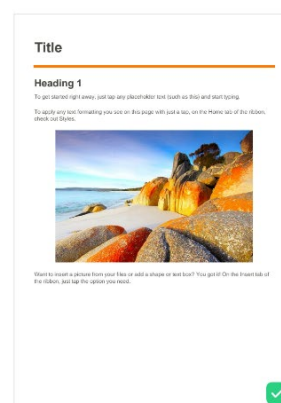 Title
Heading 1
To get started right away, just tap any placeholder text (such as this) and start typing.
To apply any text formatting you see on this page with just a tap, on the Home tab of the ribbon,
check out Styles.
Want to insert a picture from your files or add a shape or text box? You got it! On the Insert tab of
the ribbon, just tap the option you need.